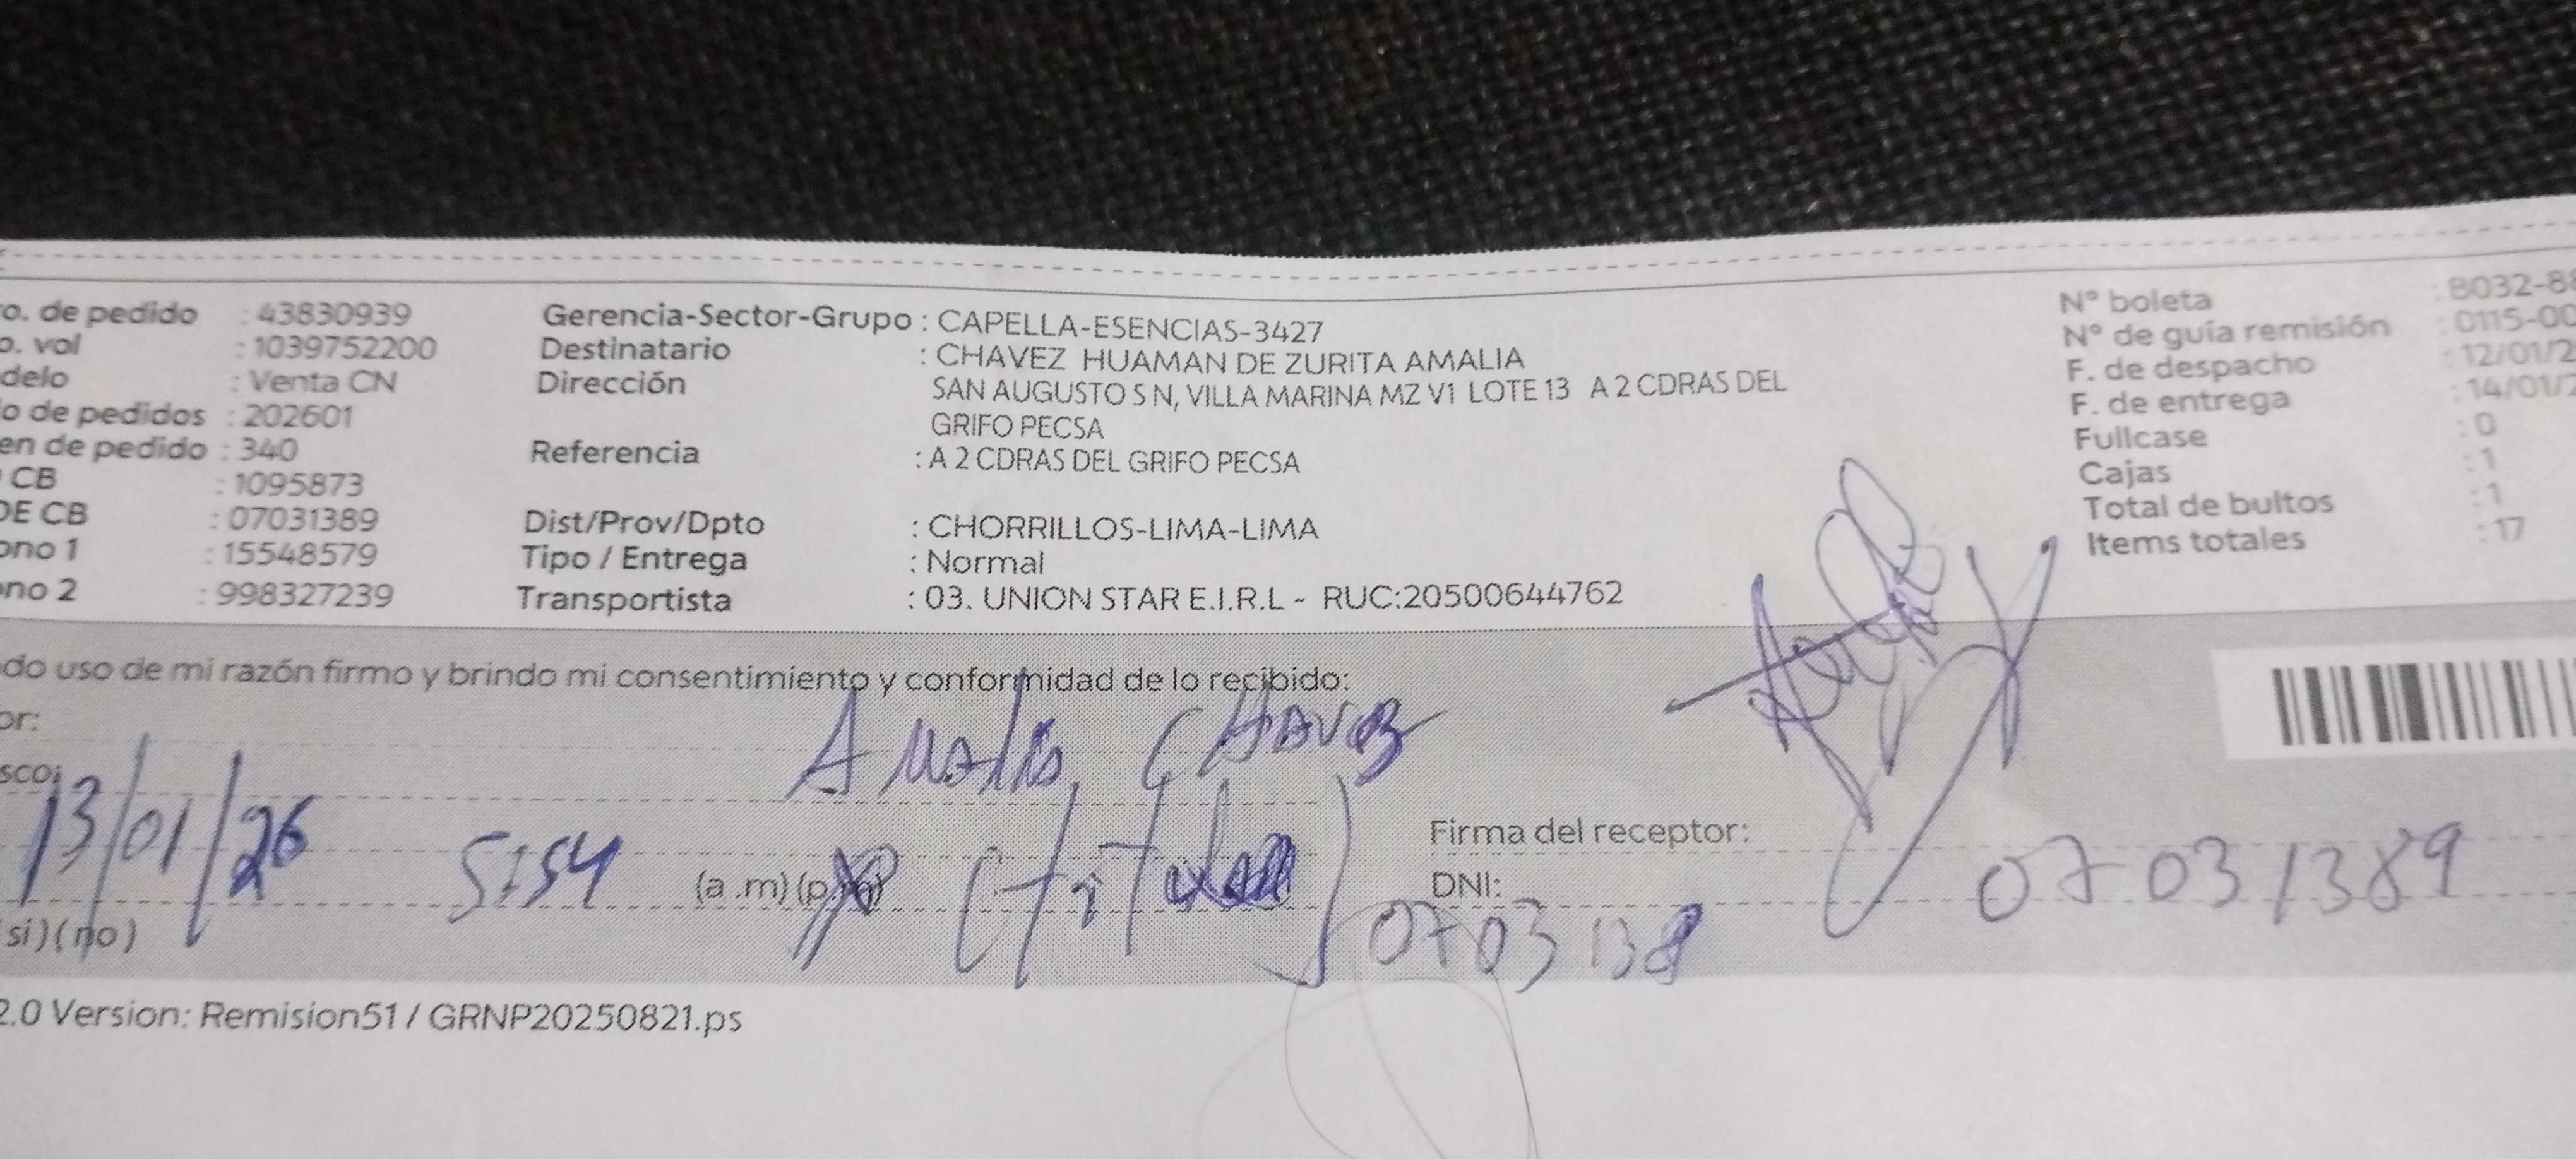 o. de pedido : 43830939
o. vol : 1039752200
delo : Venta CN
o de pedidos : 202601
en de pedido : 340
CB : 1095873
DE CB : 07031389
ono 1 : 15548579
ono 2 : 998327239
Gerencia-Sector-Grupo : CAPELLA-ESENCIAS-3427
Destinatario : CHAVEZ HUAMAN DE ZURITA AMALIA
Dirección SAN AUGUSTO S N, VILLA MARINA MZ V1 LOTE 13 A 2 CDRAS DEL
GRIFO PECSA
Referencia : A 2 CDRAS DEL GRIFO PECSA
Dist/Prov/Dpto : CHORRILLOS-LIMA-LIMA
Tipo / Entrega : Normal
Transportista : 03. UNION STAR E.I.R.L - RUC:20500644762
N° boleta : B032-88
N° de guía remisión : 0115-00
F. de despacho : 12/01/2
F. de entrega : 14/01/2
Fullcase : 0
Cajas : 1
Total de bultos : 1
Items totales : 17
do uso de mi razón firmo y brindo mi consentimiento y conformidad de lo recibido:
or:
Amalia Chavez
sco:
13/01/26 5:54 (a.m)(p.m) (titular)
Firma del receptor:
DNI: 07031389
0703138
si)(no)
2.0 Version: Remision51 / GRNP20250821.ps